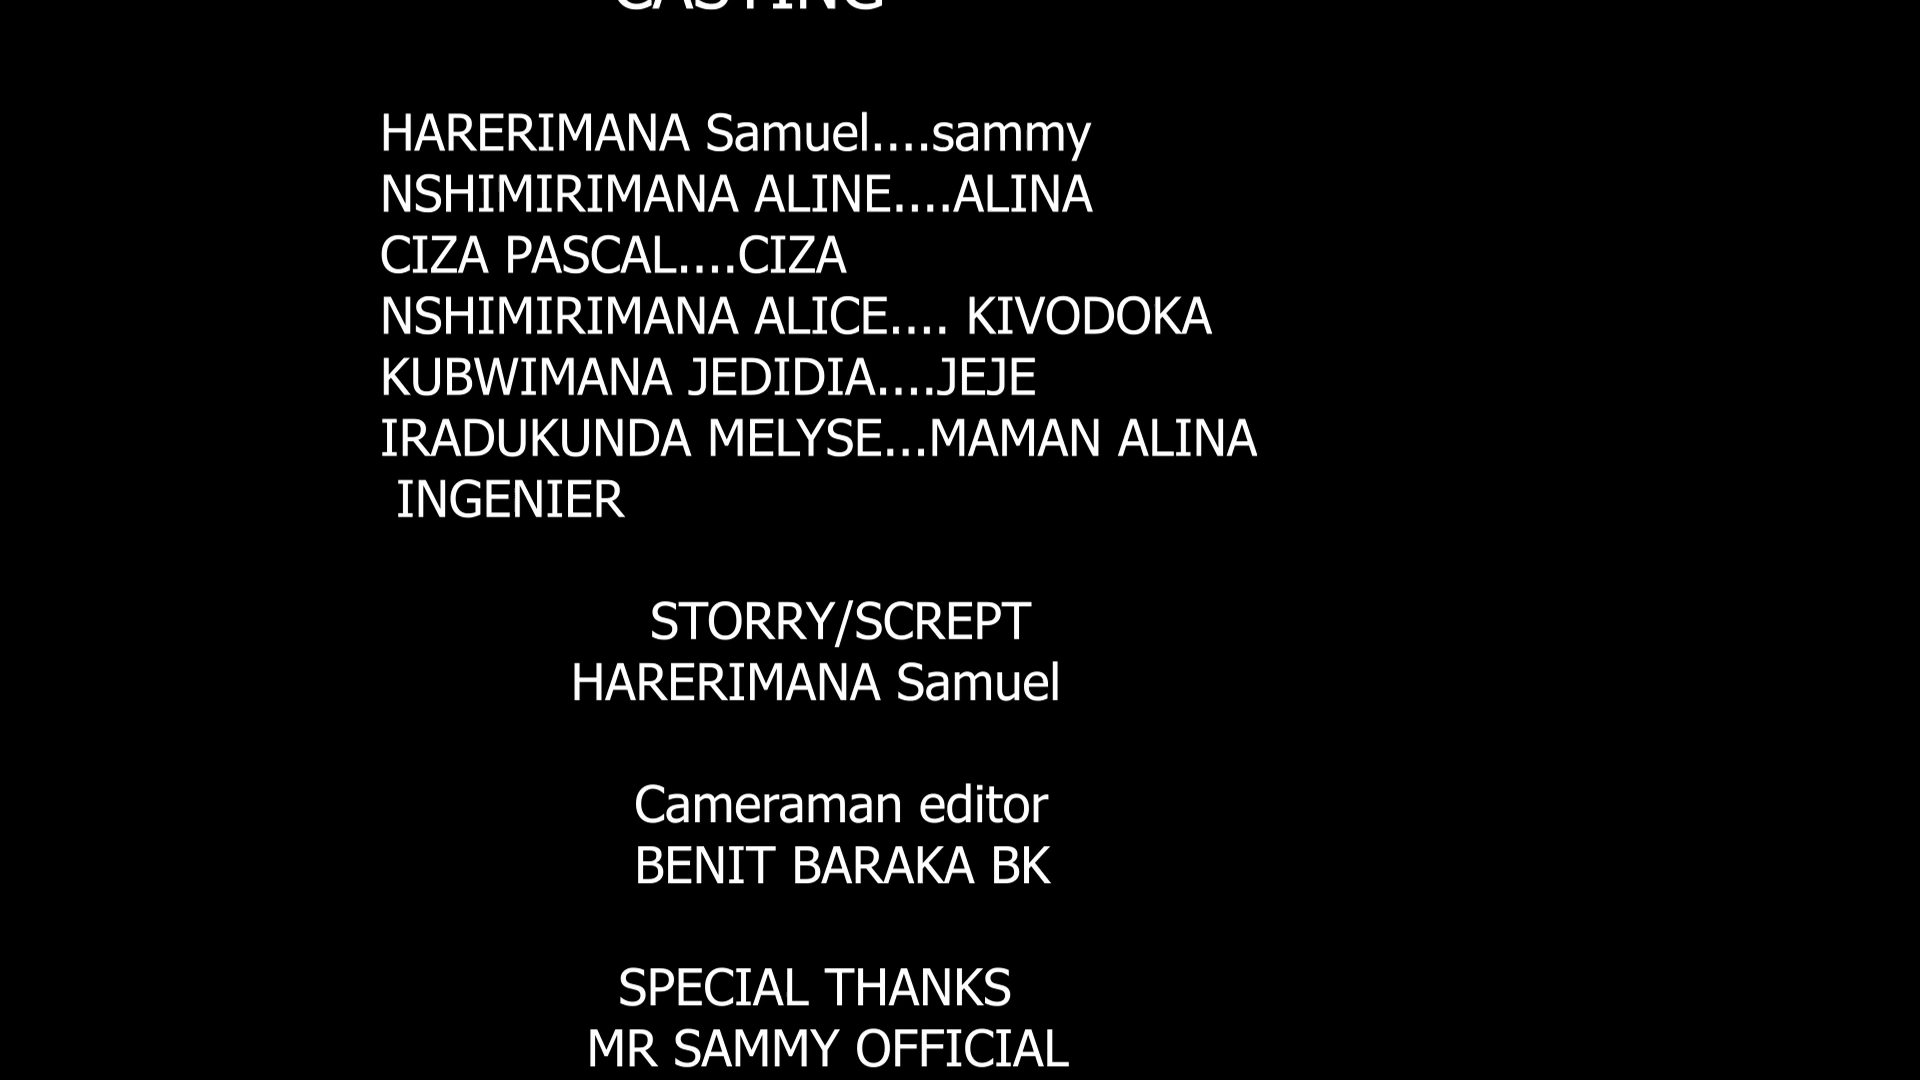 CASTING
HARERIMANA Samuel....sammy
NSHIMIRIMANA ALINE....ALINA
CIZA PASCAL....CIZA
NSHIMIRIMANA ALICE.... KIVODOKA
KUBWIMANA JEDIDIA....JEJE
IRADUKUNDA MELYSE...MAMAN ALINA
INGENIER
STORRY/SCREPT
HARERIMANA Samuel
Cameraman editor
BENIT BARAKA BK
SPECIAL THANKS
MR SAMMY OFFICIAL